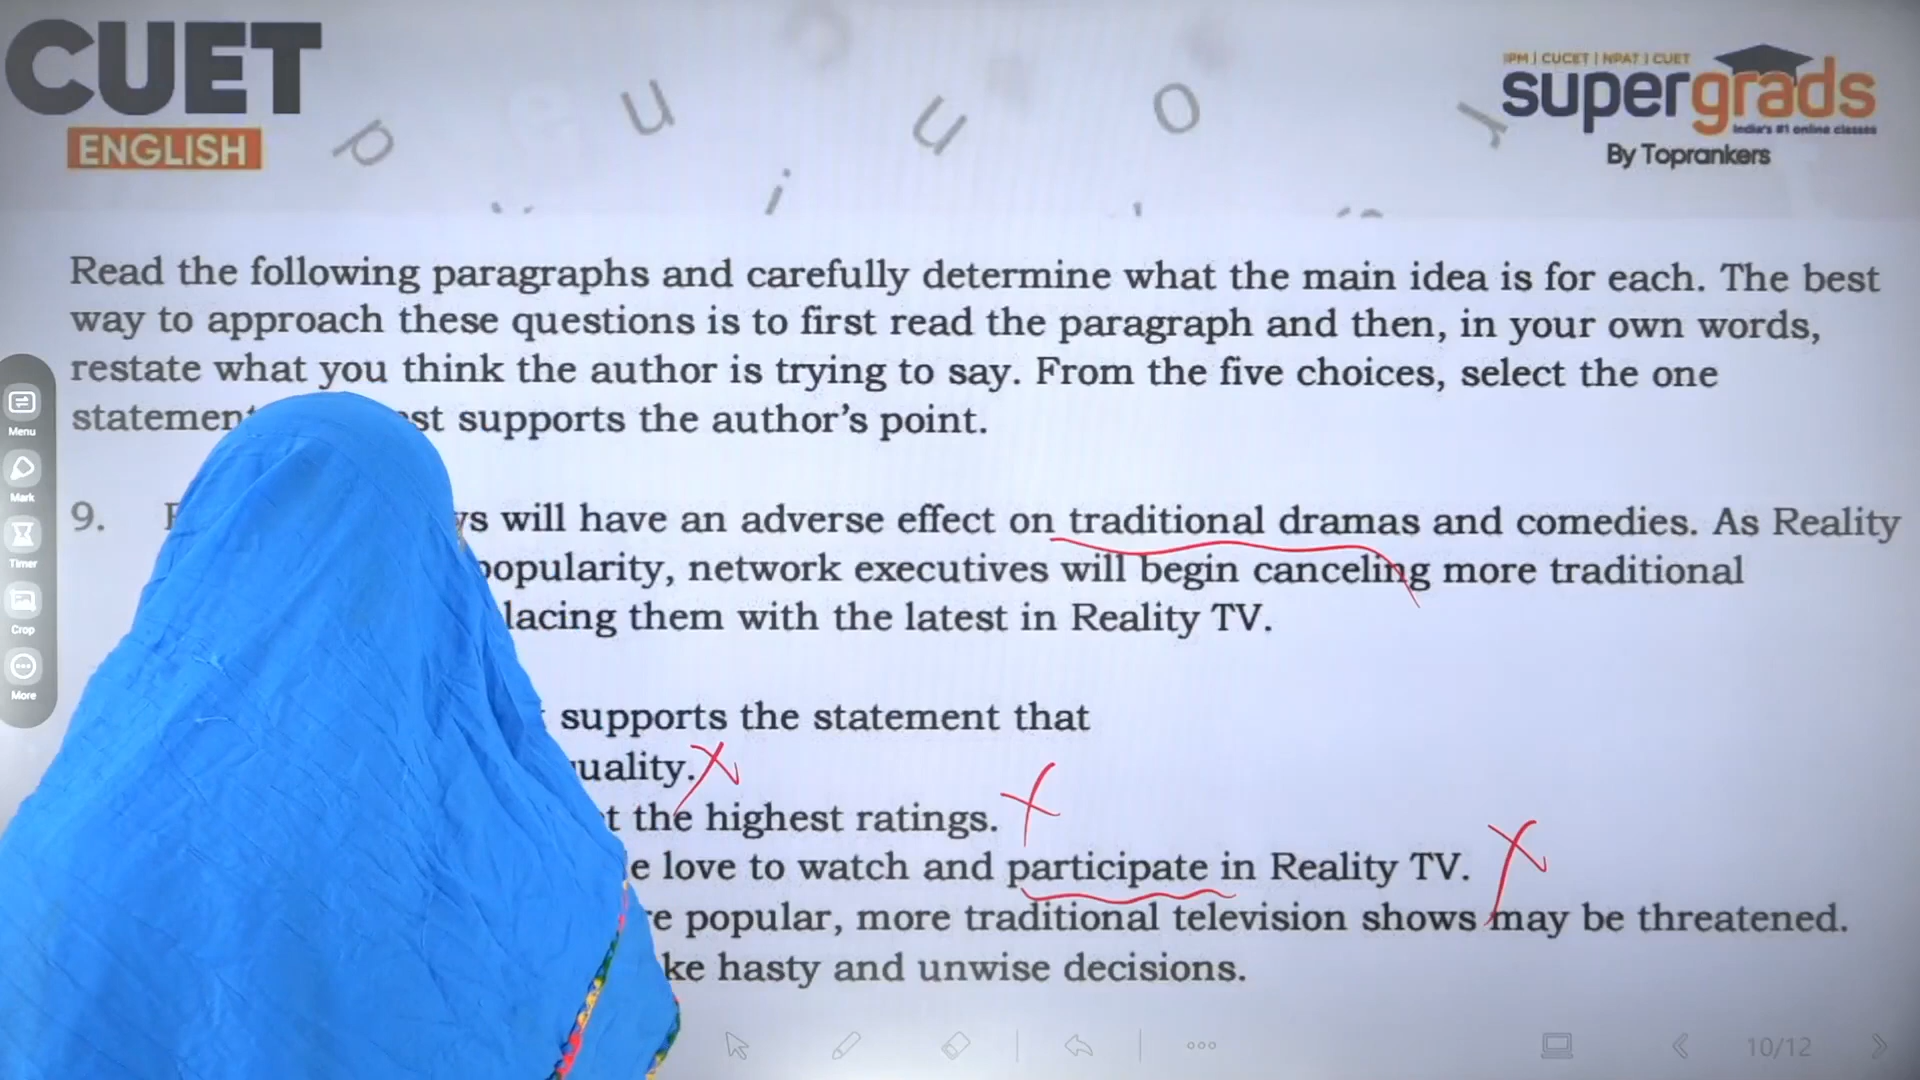 CUET
ENGLISH
IPM | CUCET | NPAT | CUET
supergrads
India's #1 online classes
By Toprankers
p u i n o r
Read the following paragraphs and carefully determine what the main idea is for each. The best
way to approach these questions is to first read the paragraph and then, in your own words,
restate what you think the author is trying to say. From the five choices, select the one
supports the author's point.
9. will have an adverse effect on traditional dramas and comedies. As Reality
popularity, network executives will begin canceling more traditional
them with the latest in Reality TV.
supports the statement that
the highest ratings.
love to watch and participate in Reality TV.
popular, more traditional television shows may be threatened.
hasty and unwise decisions.
Menu
Mark
Timer
Crop
More
10/12